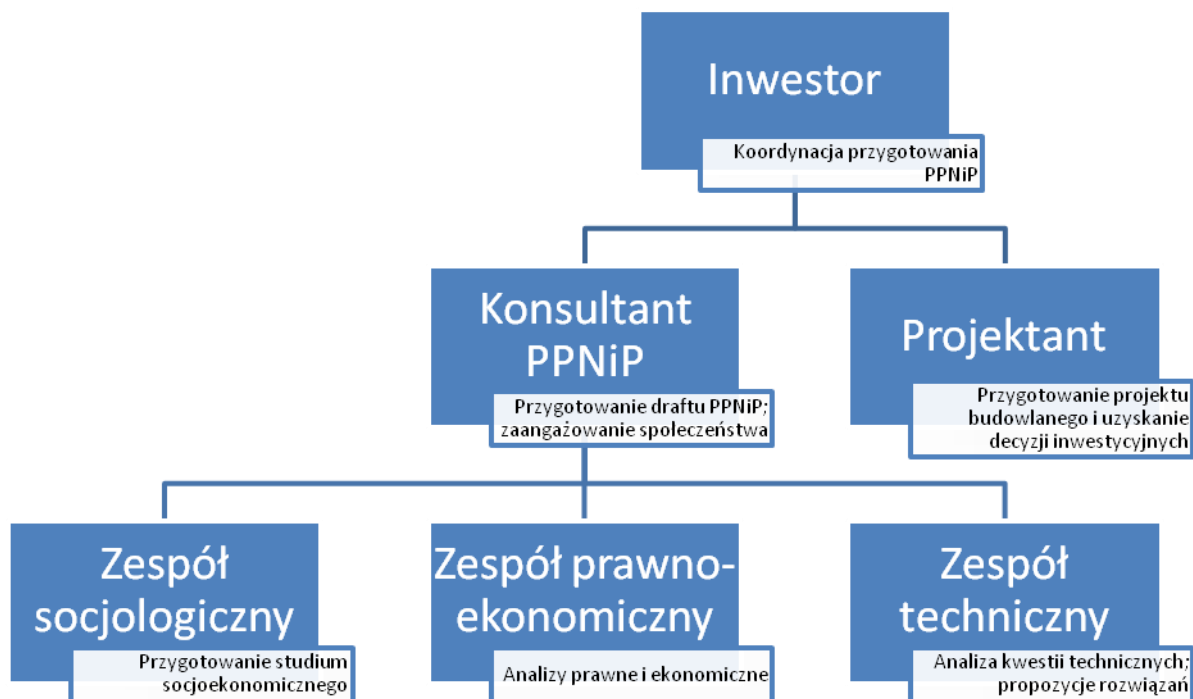 Inwestor
Koordynacja przygotowania
PPNiP
Konsultant
PPNiP
Przygotowanie draftu PPNiP;
zaangażowanie społeczeństwa
Projektant
Przygotowanie projektu
budowlanego i uzyskanie
decyzji inwestycyjnych
Zespół
socjologiczny
Przygotowanie studium
socjoekonomicznego
Zespół prawno-
ekonomiczny
Analizy prawne i ekonomiczne
Zespół
techniczny
Analiza kwestii technicznych;
propozycje rozwiązań